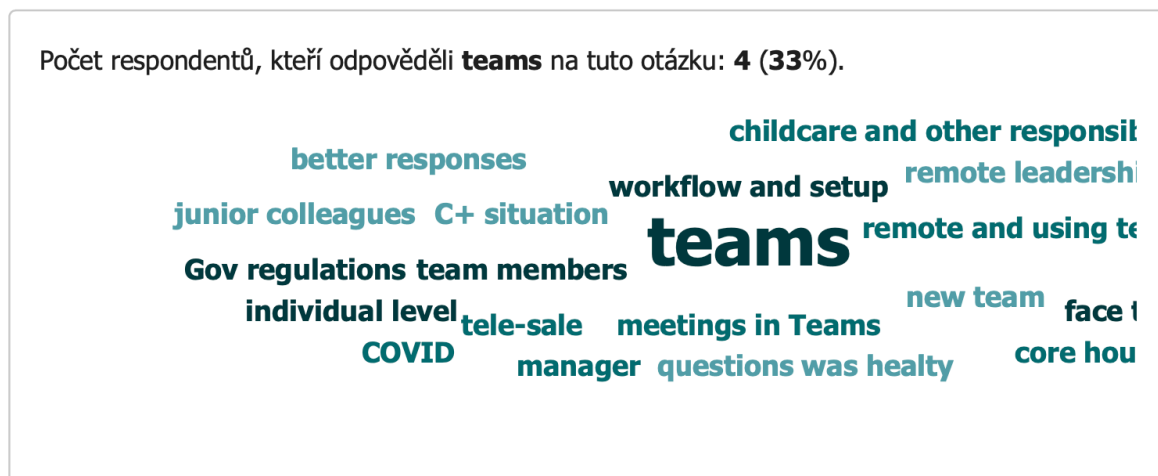 Počet respondentů, kteří odpověděli teams na tuto otázku: 4 (33%).
childcare and other responsib
better responses
remote leadershi
workflow and setup
junior colleagues C+ situation
teams
remote and using te
Gov regulations team members
new team
individual level
face t
tele-sale
meetings in Teams
COVID
core hou
manager
questions was healty